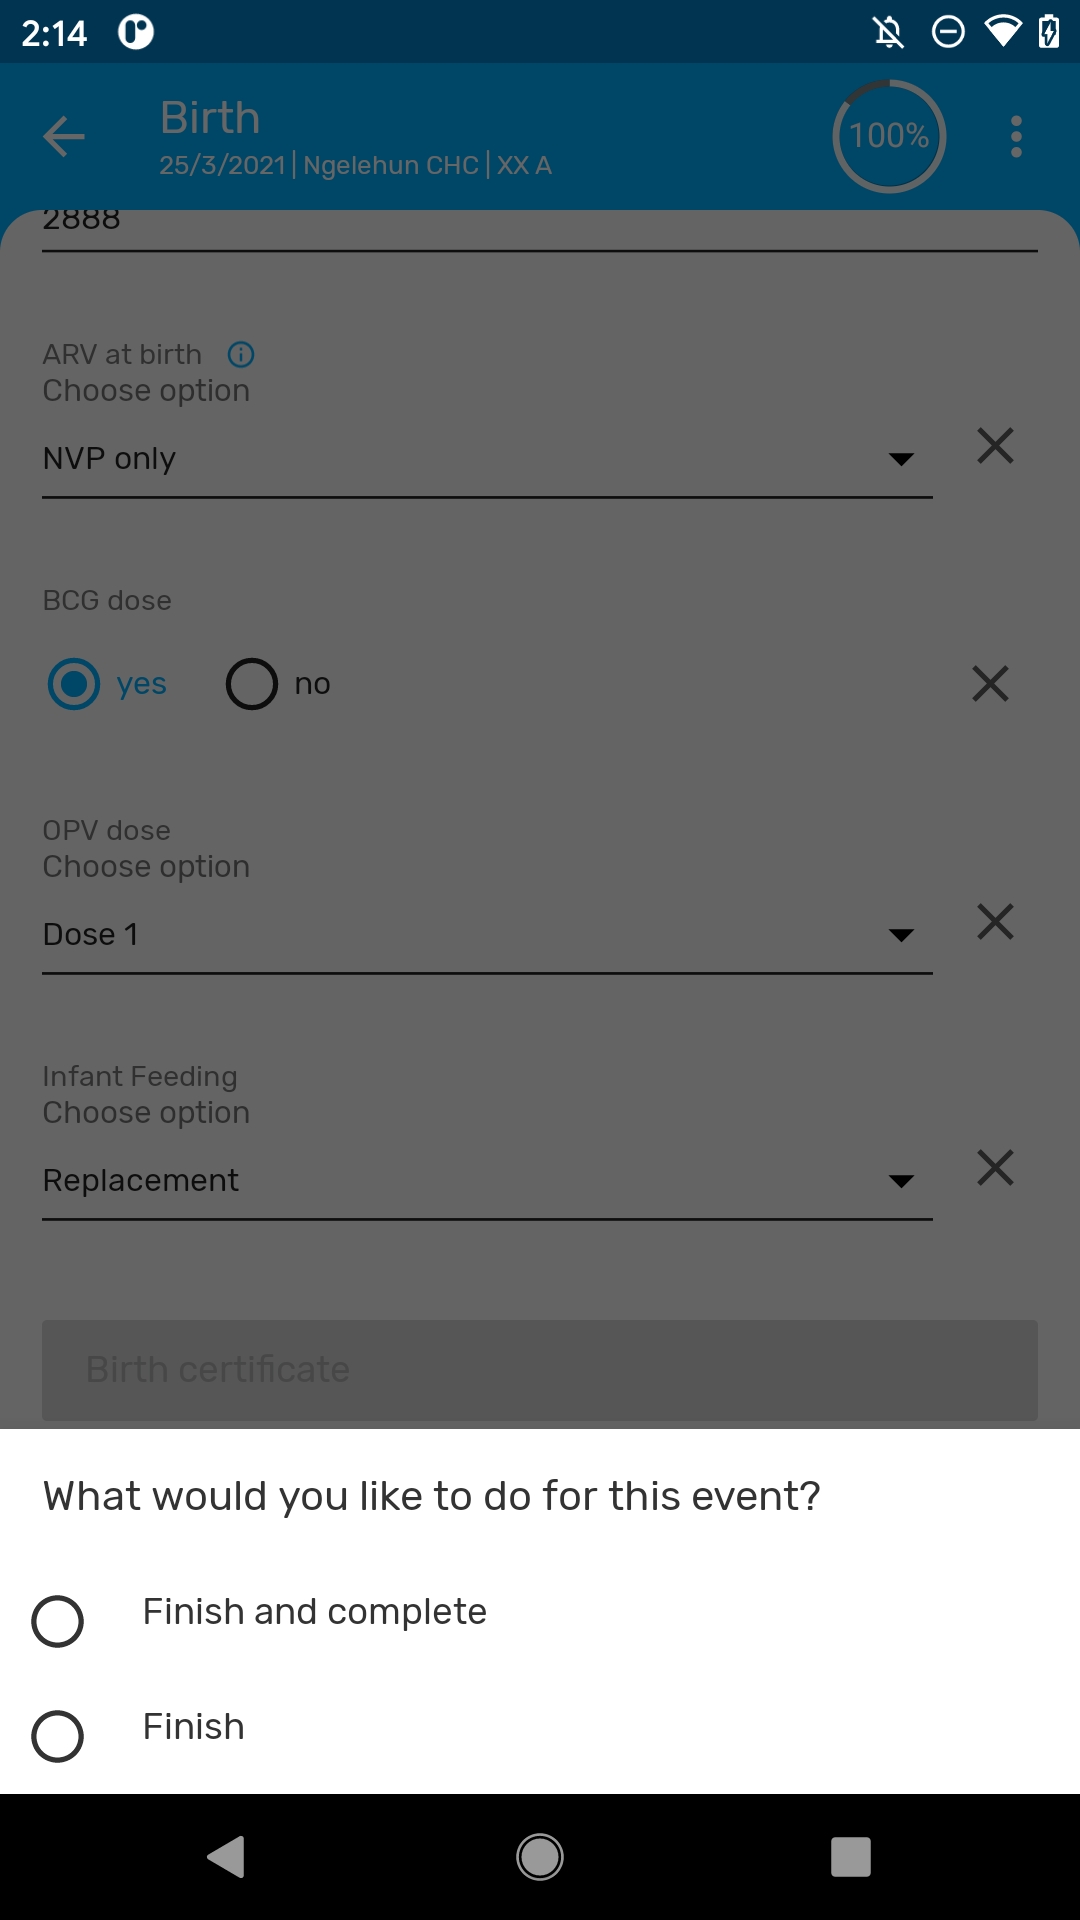 2:14
Birth
100%
25/3/2021 | Ngelehun CHC | XX A
2888
ARV at birth
Choose option
NVP only
BCG dose
yes
no
OPV dose
Choose option
Dose 1
Infant Feeding
Choose option
Replacement
Birth certificate
What would you like to do for this event?
Finish and complete
Finish